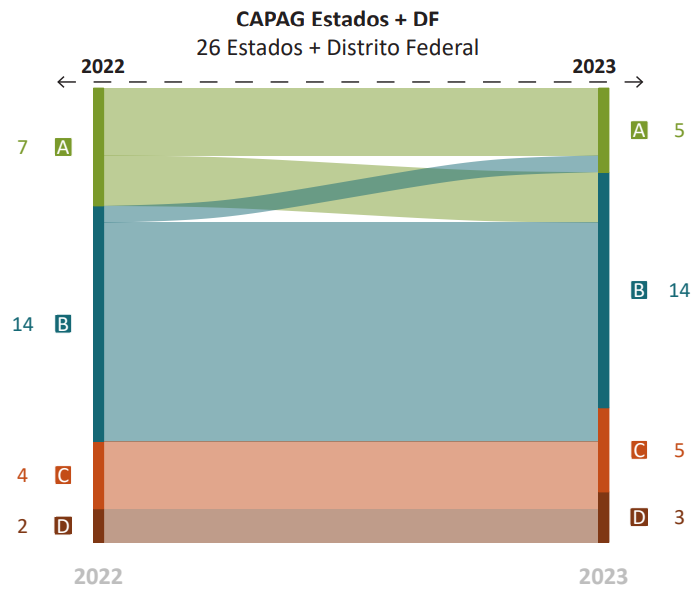 CAPAG Estados + DF
26 Estados + Distrito Federal
2022 2023
7 A A 5
14 B B 14
4 C C 5
2 D D 3
2022 2023